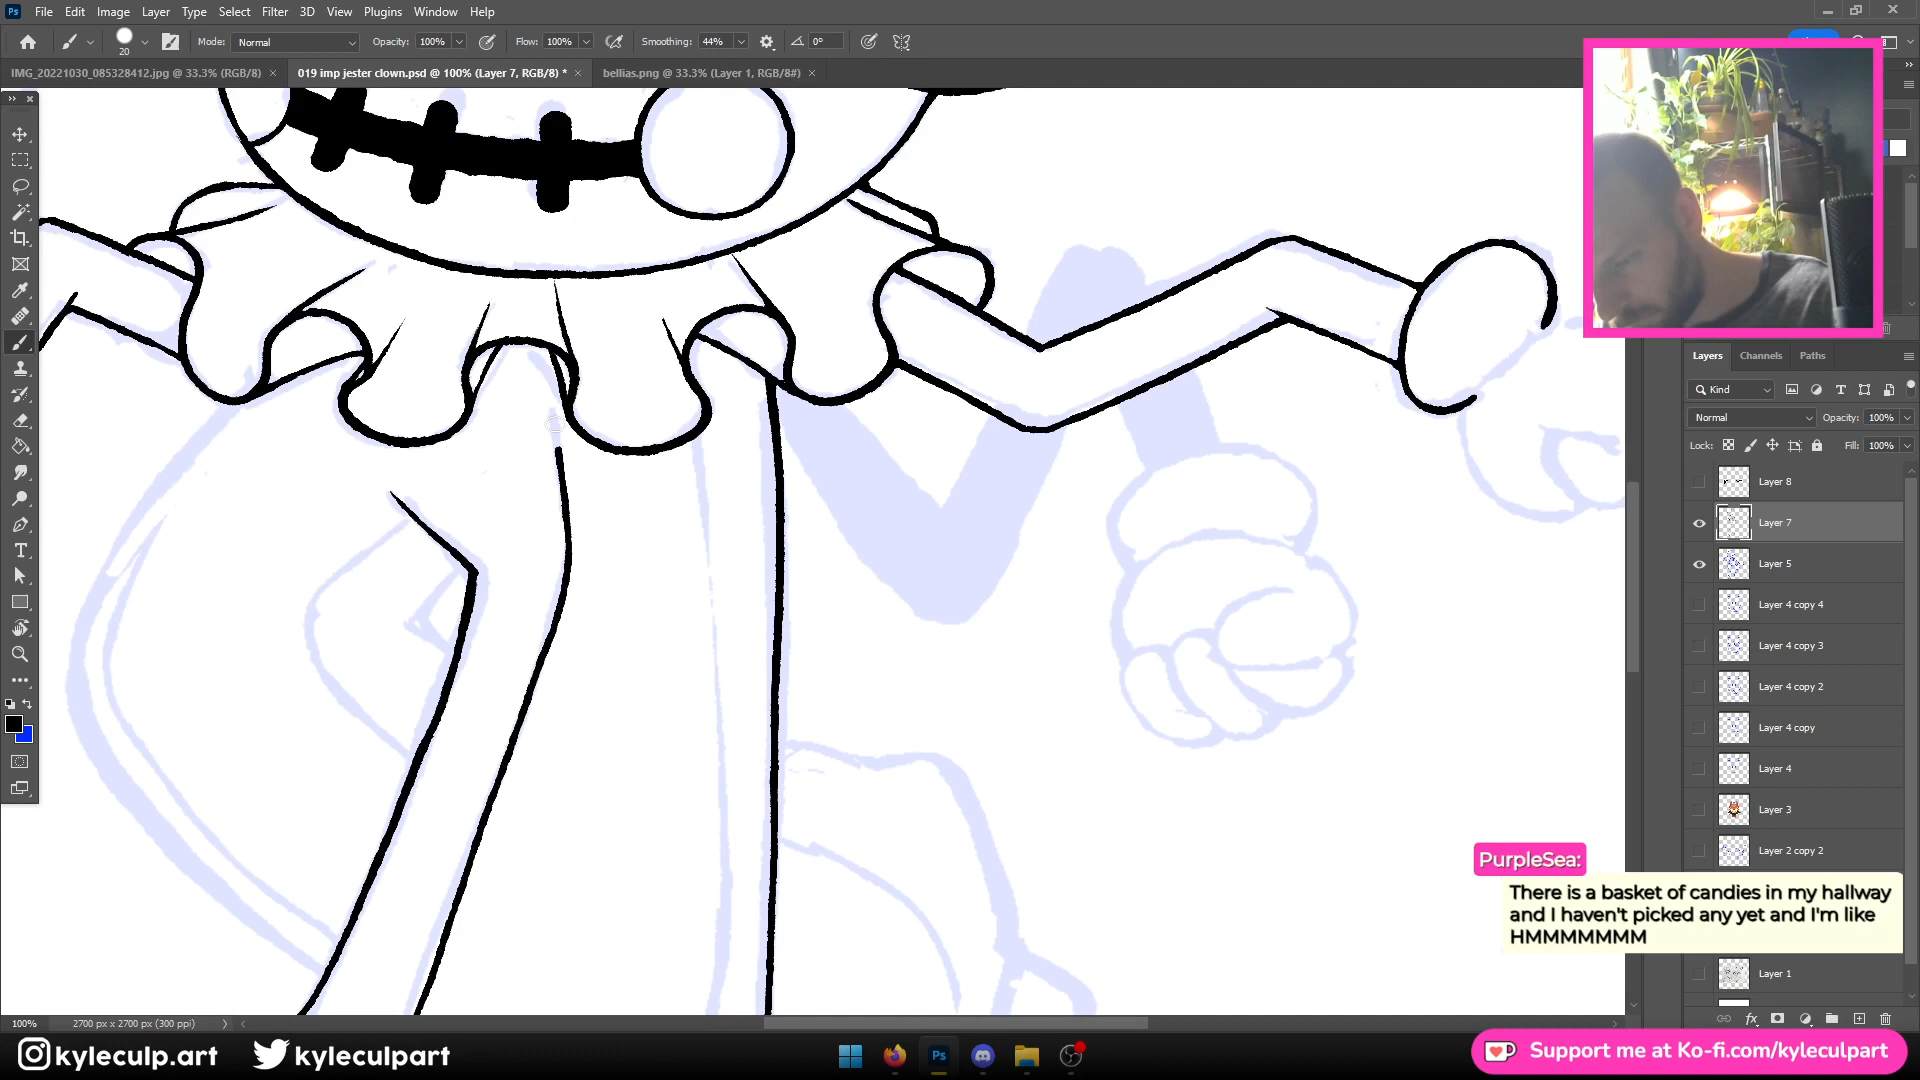 File Edit Image Layer Type Select Filter 3D View Plugins Window Help
20 Mode: Normal Opacity: 100% Flow: 100% Smoothing: 44% 0°
IMG_20221030_085328412.jpg @ 33.3% (RGB/8) × 019 imp jester clown.psd @ 100% (Layer 7, RGB/8) * × bellias.png @ 33.3% (Layer 1, RGB/8#) ×
Layers Channels Paths
Kind
Normal Opacity: 100%
Lock: Fill: 100%
Layer 8
Layer 7
Layer 5
Layer 4 copy 4
Layer 4 copy 3
Layer 4 copy 2
Layer 4 copy
Layer 4
Layer 3
Layer 2 copy 2
PurpleSea:
There is a basket of candies in my hallway
and I haven't picked any yet and I'm like
HMMMMMMM
Layer 1
100% 2700 px x 2700 px (300 ppi)
kyleculp.art kyleculpart
Support me at Ko-fi.com/kyleculpart